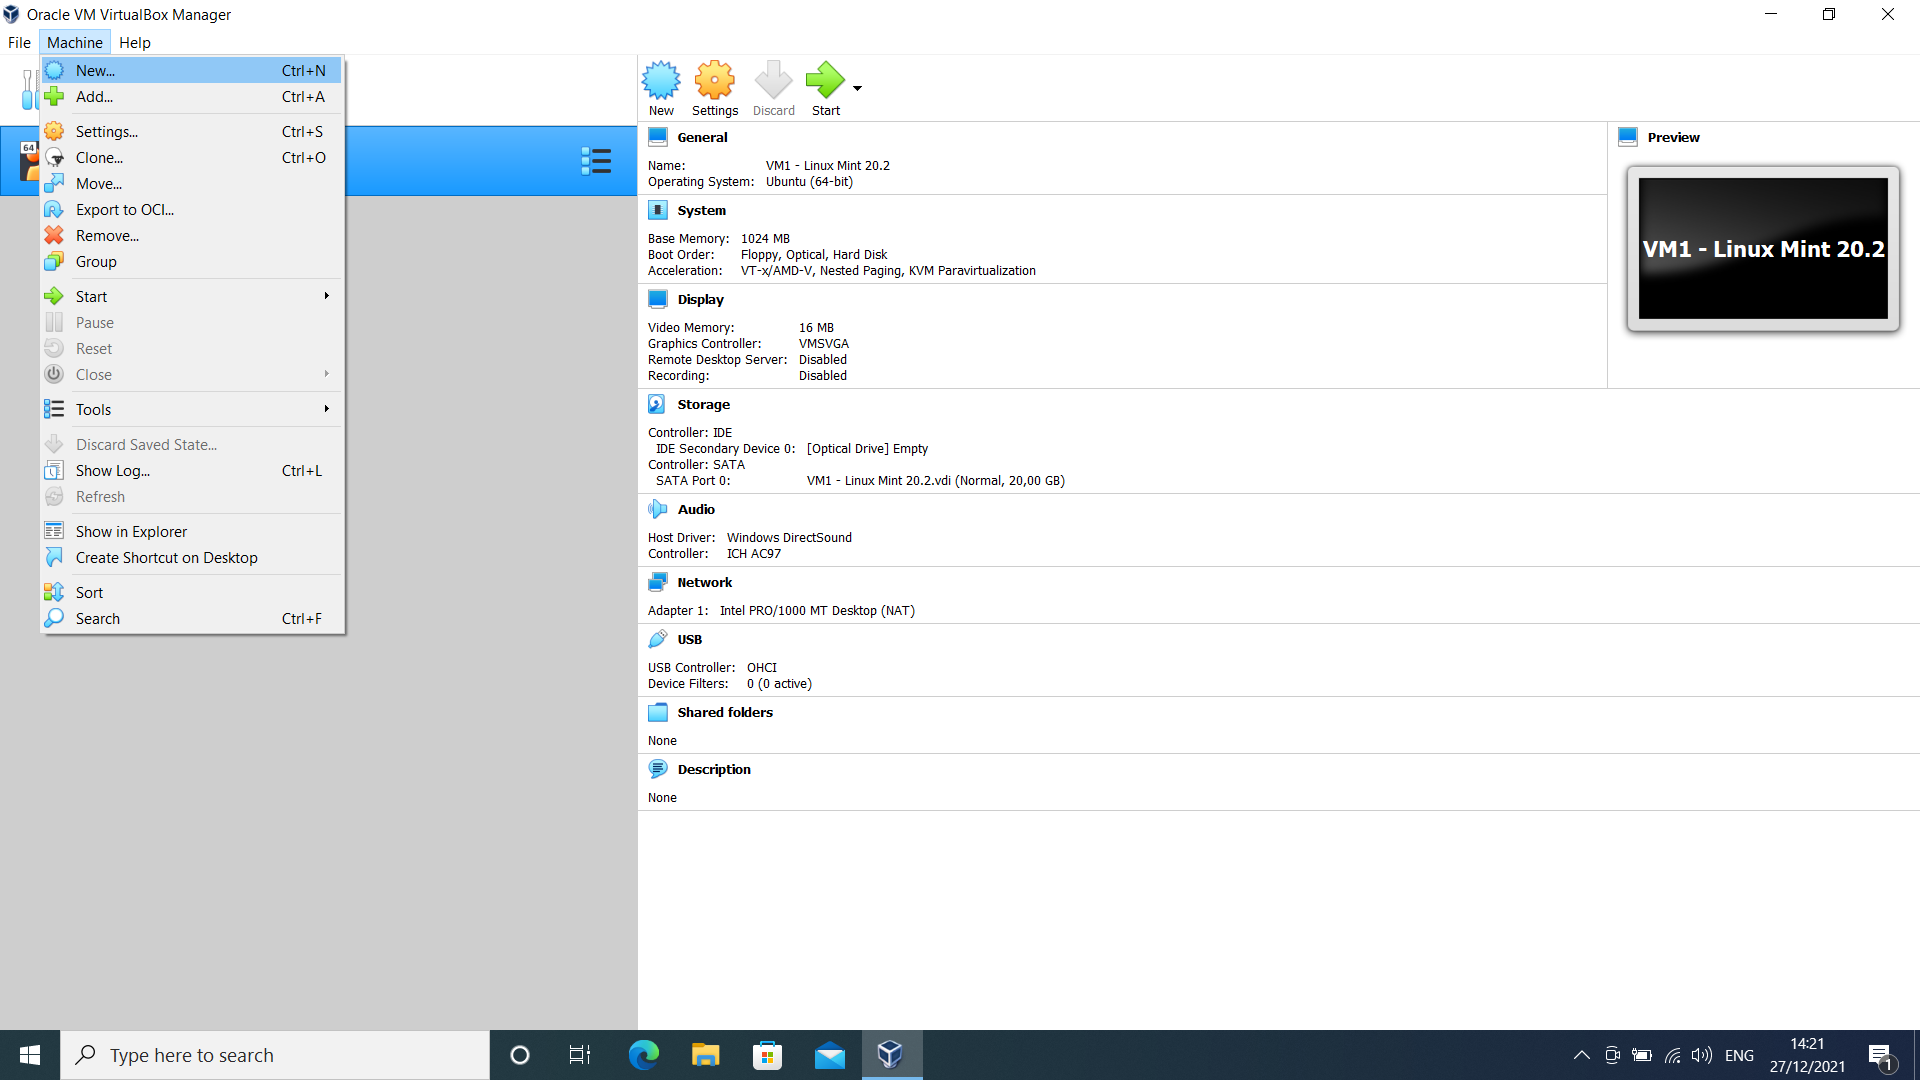 Oracle VM VirtualBox Manager
File Machine Help
New... Ctrl+N
Add... Ctrl+A
Settings... Ctrl+S
Clone... Ctrl+O
Move...
Export to OCI...
Remove...
Group
Start
Pause
Reset
Close
Tools
Discard Saved State...
Show Log... Ctrl+L
Refresh
Show in Explorer
Create Shortcut on Desktop
Sort
Search Ctrl+F
64
New Settings Discard Start
General
Name: VM1 - Linux Mint 20.2
Operating System: Ubuntu (64-bit)
System
Base Memory: 1024 MB
Boot Order: Floppy, Optical, Hard Disk
Acceleration: VT-x/AMD-V, Nested Paging, KVM Paravirtualization
Display
Video Memory: 16 MB
Graphics Controller: VMSVGA
Remote Desktop Server: Disabled
Recording: Disabled
Storage
Controller: IDE
IDE Secondary Device 0: [Optical Drive] Empty
Controller: SATA
SATA Port 0: VM1 - Linux Mint 20.2.vdi (Normal, 20,00 GB)
Audio
Host Driver: Windows DirectSound
Controller: ICH AC97
Network
Adapter 1: Intel PRO/1000 MT Desktop (NAT)
USB
USB Controller: OHCI
Device Filters: 0 (0 active)
Shared folders
None
Description
None
Preview
VM1 - Linux Mint 20.2
Type here to search
ENG
14:21
27/12/2021
1